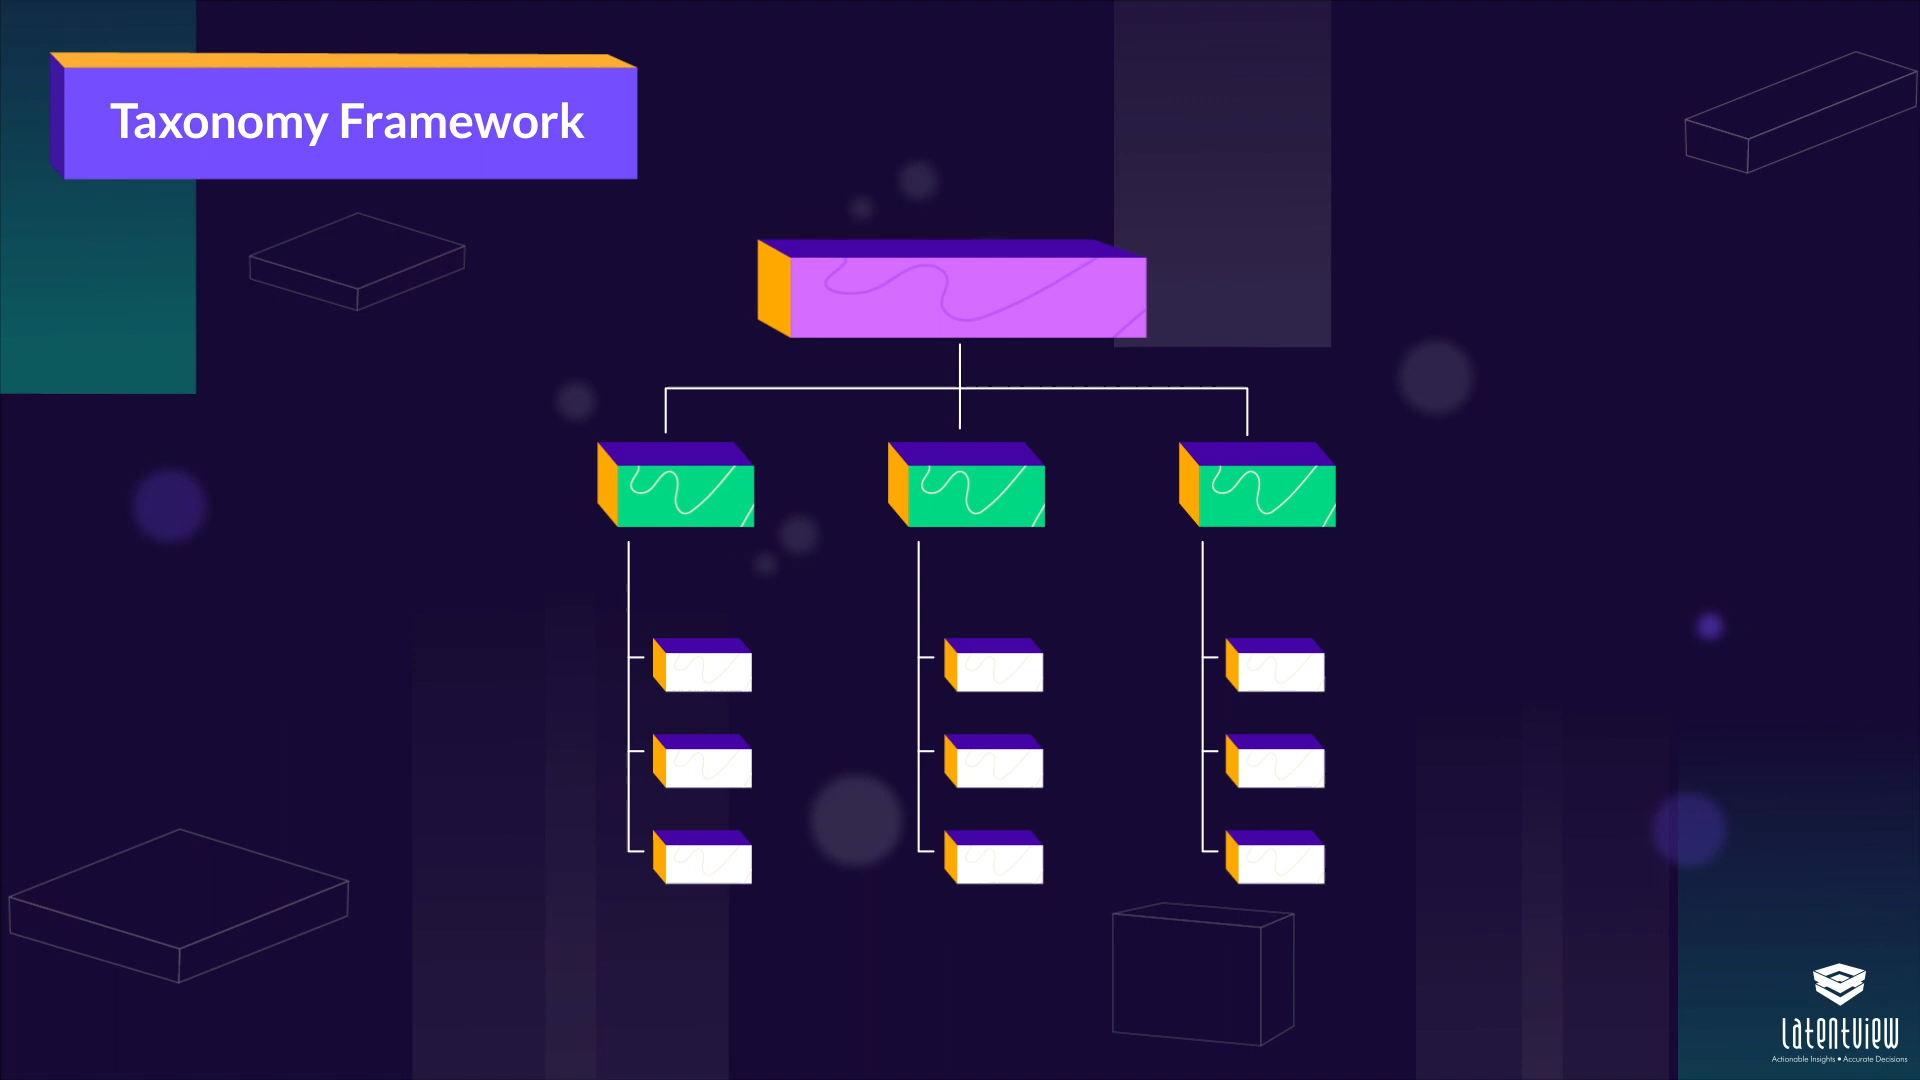 Taxonomy Framework
LatentView
Actionable Insights • Accurate Decisions